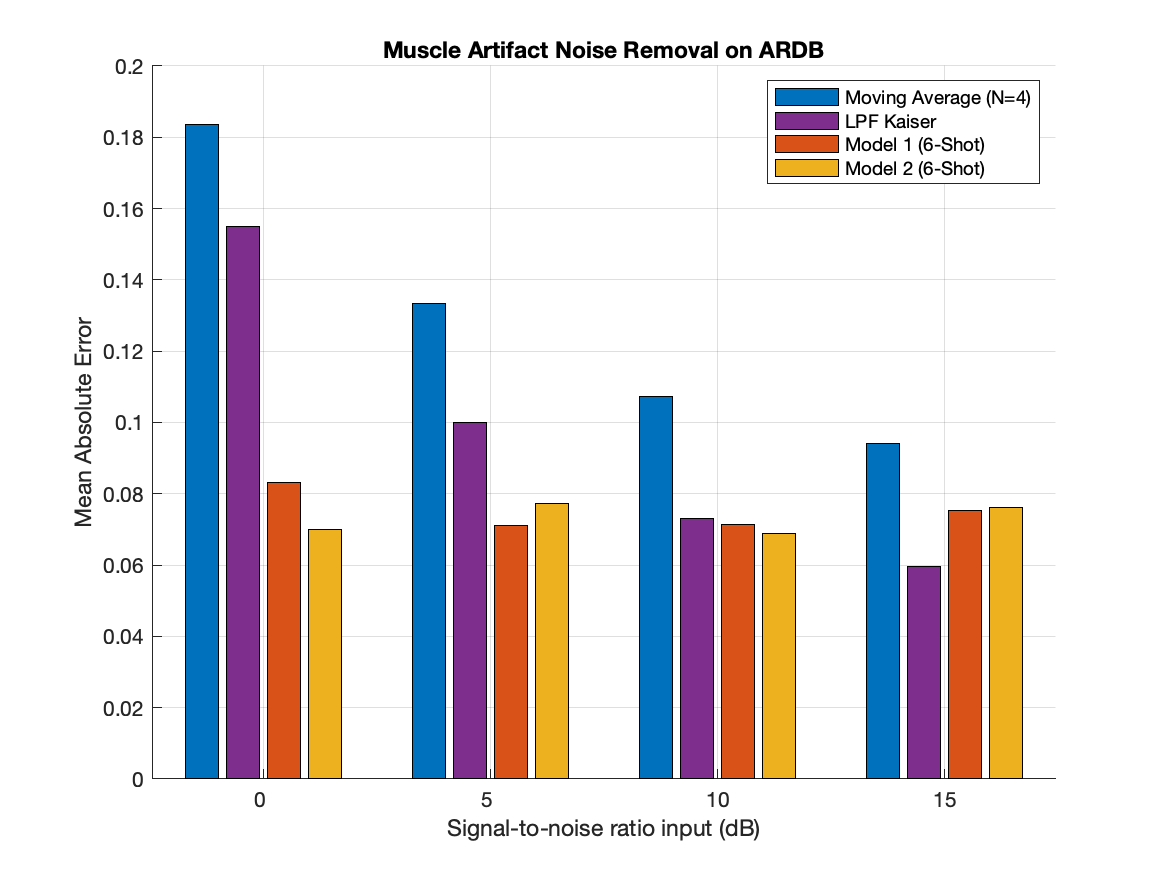 Muscle Artifact Noise Removal on ARDB
0.2
0.18
0.16
0.14
0.12
0.1
0.08
0.06
0.04
0.02
0
Mean Absolute Error
Moving Average (N=4)
LPF Kaiser
Model 1 (6-Shot)
Model 2 (6-Shot)
0 5 10 15
Signal-to-noise ratio input (dB)